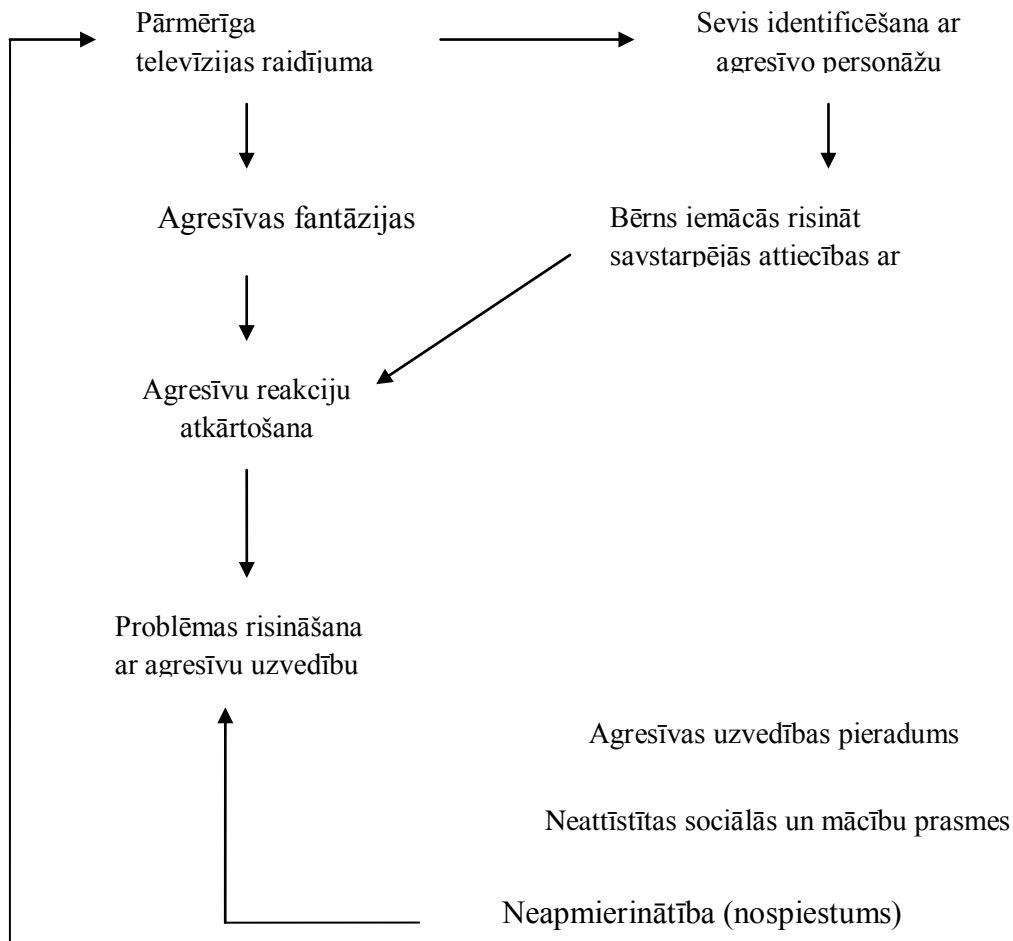 Pārmērīga
televīzijas raidījuma
Sevis identificēšana ar
agresīvo personāžu
Agresīvas fantāzijas
Bērns iemācās risināt
savstarpējās attiecības ar
Agresīvu reakciju
atkārtošana
Problēmas risināšana
ar agresīvu uzvedību
Agresīvas uzvedības pieradums
Neattīstītas sociālās un mācību prasmes
Neapmierinātība (nospiestums)